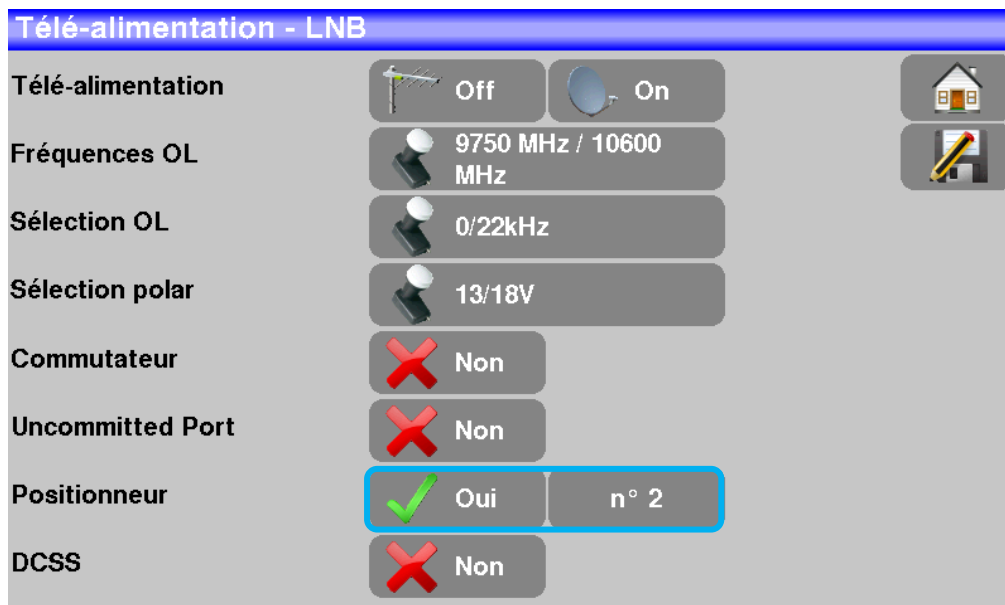 Télé-alimentation - LNB
Télé-alimentation Off On
Fréquences OL 9750 MHz / 10600
MHz
Sélection OL 0/22kHz
Sélection polar 13/18V
Commutateur Non
Uncommitted Port Non
Positionneur Oui n° 2
DCSS Non